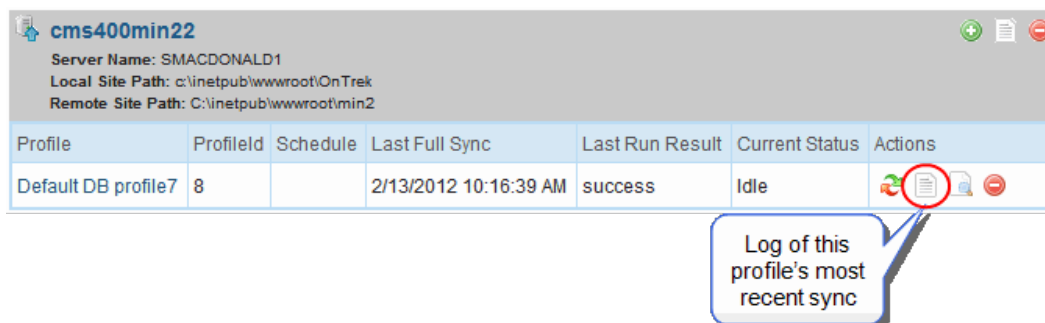 cms400min22
Server Name: SMACDONALD1
Local Site Path: c:\inetpub\wwwroot\OnTrek
Remote Site Path: C:\inetpub\wwwroot\min2
Profile ProfileId Schedule Last Full Sync Last Run Result Current Status Actions
Default DB profile7 8 2/13/2012 10:16:39 AM success Idle
Log of this
profile's most
recent sync